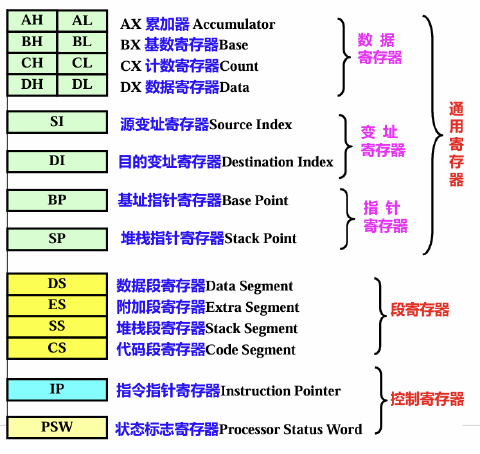 AH AL AX 累加器 Accumulator
BH BL BX 基数寄存器Base
CH CL CX 计数寄存器Count
DH DL DX 数据寄存器Data
数 据
寄存器
SI 源变址寄存器Source Index
DI 目的变址寄存器Destination Index
变 址
寄存器
BP 基址指针寄存器Base Point
SP 堆栈指针寄存器Stack Point
指 针
寄存器
通用寄存器
DS 数据段寄存器Data Segment
ES 附加段寄存器Extra Segment
SS 堆栈段寄存器Stack Segment
CS 代码段寄存器Code Segment
段寄存器
IP 指令指针寄存器Instruction Pointer
PSW 状态标志寄存器Processor Status Word
控制寄存器